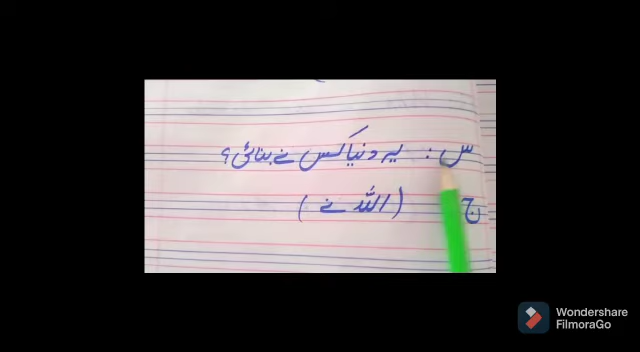 س : یہ دنیا کس نے بنائی ؟
ج (اللہ نے)
Wondershare
FilmoraGo